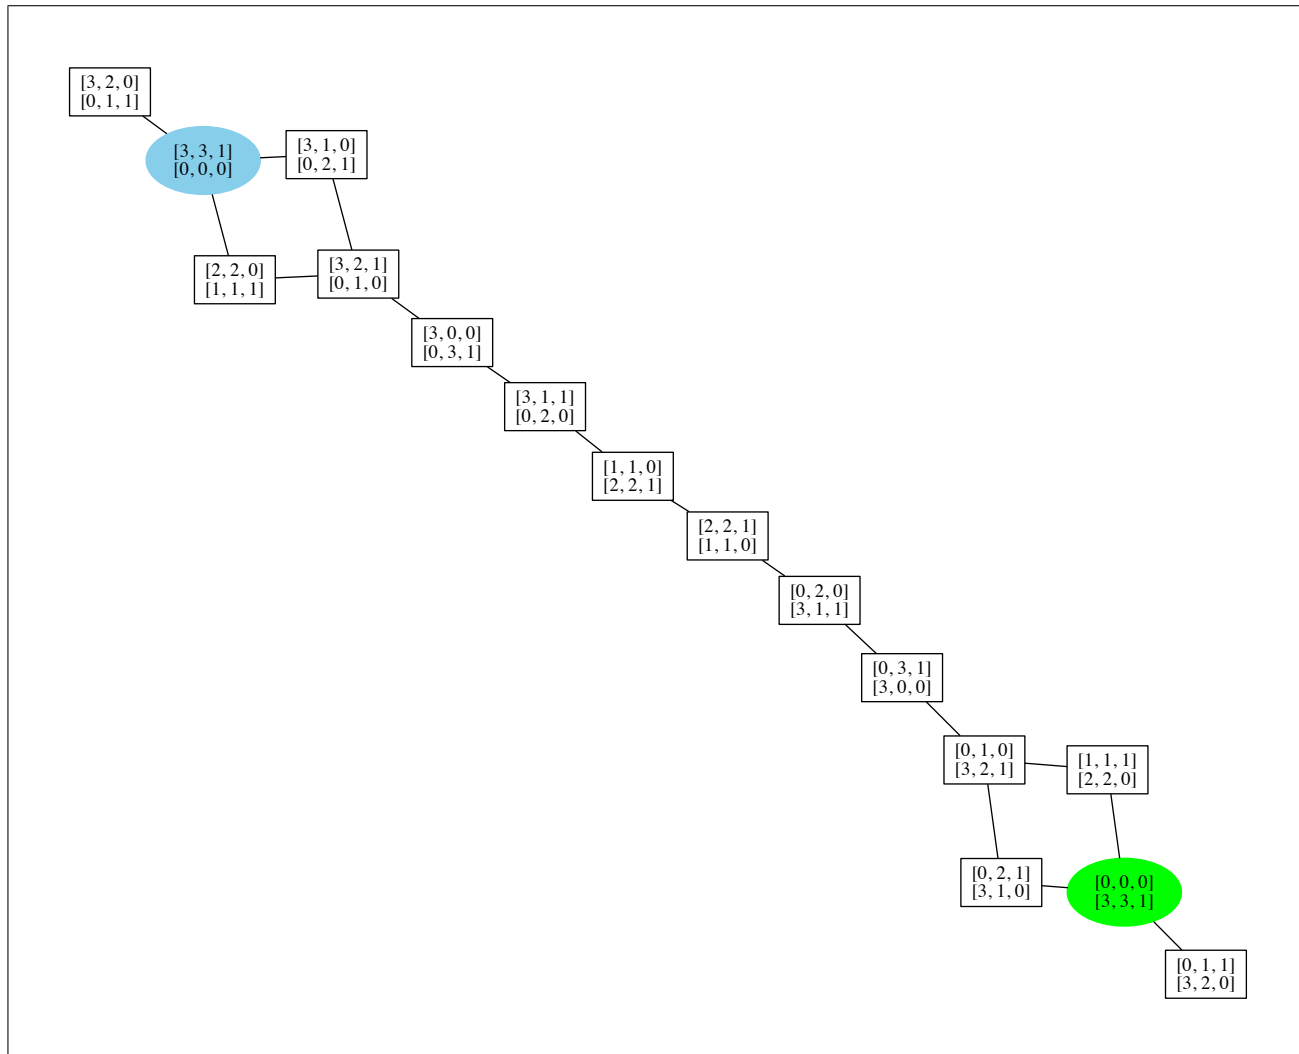 [3, 2, 0]
[0, 1, 1]
[3, 3, 1]
[0, 0, 0]
[3, 1, 0]
[0, 2, 1]
[2, 2, 0]
[1, 1, 1]
[3, 2, 1]
[0, 1, 0]
[3, 0, 0]
[0, 3, 1]
[3, 1, 1]
[0, 2, 0]
[1, 1, 0]
[2, 2, 1]
[2, 2, 1]
[1, 1, 0]
[0, 2, 0]
[3, 1, 1]
[0, 3, 1]
[3, 0, 0]
[0, 1, 0]
[3, 2, 1]
[1, 1, 1]
[2, 2, 0]
[0, 2, 1]
[3, 1, 0]
[0, 0, 0]
[3, 3, 1]
[0, 1, 1]
[3, 2, 0]